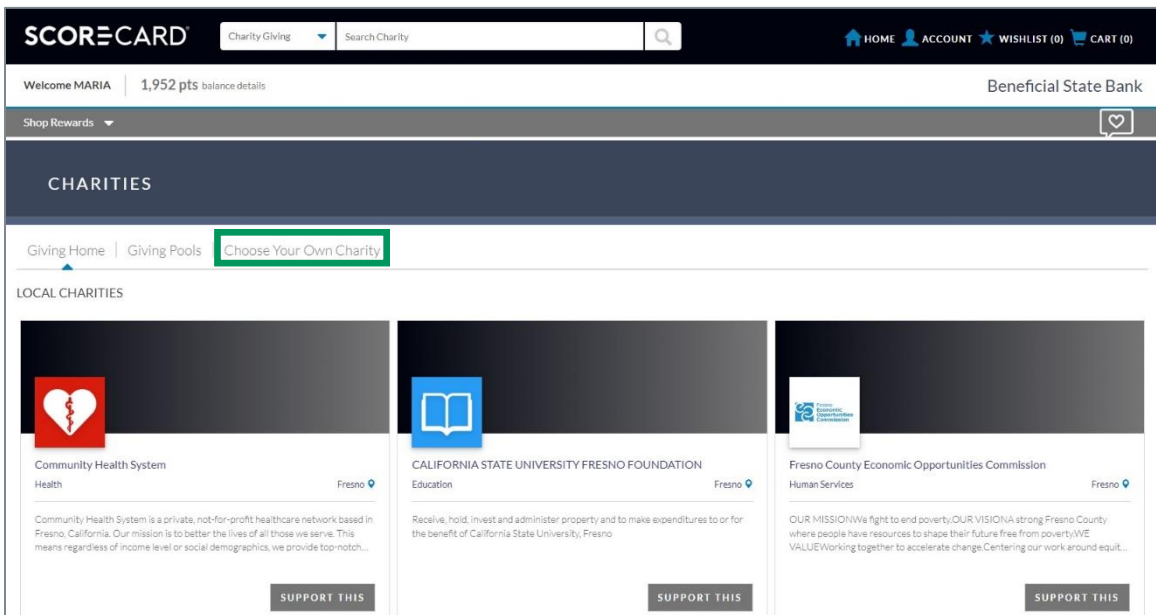 SCORECARD®
Charity Giving
Search Charity
HOME ACCOUNT WISHLIST (0) CART (0)
Welcome MARIA
1,952 pts balance details
Beneficial State Bank
Shop Rewards
CHARITIES
Giving Home | Giving Pools | Choose Your Own Charity
LOCAL CHARITIES
Community Health System
Health
Fresno
Community Health System is a private, not-for-profit healthcare network based in
Fresno, California. Our mission is to better the lives of all those we serve. This
means regardless of income level or social demographics, we provide top-notch...
SUPPORT THIS
CALIFORNIA STATE UNIVERSITY FRESNO FOUNDATION
Education
Fresno
Receive, hold, invest and administer property and to make expenditures to or for
the benefit of California State University, Fresno
SUPPORT THIS
Fresno
Economic
Opportunities
Commission
Fresno County Economic Opportunities Commission
Human Services
Fresno
OUR MISSIONWe fight to end poverty.OUR VISIONA strong Fresno County
where people have resources to shape their future free from poverty.WE
VALUEWorking together to accelerate change.Centering our work around equit...
SUPPORT THIS